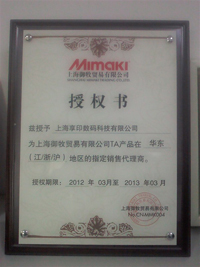 MIMAKI
上海御牧贸易有限公司
授权书
兹授予 上海享印数码科技有限公司
为上海御牧贸易有限公司TA产品在 华东
(江/浙/沪) 地区的指定销售代理商。
授权期限: 2012 年 03月至 2013 年 03 月
上海御牧贸易有限公司